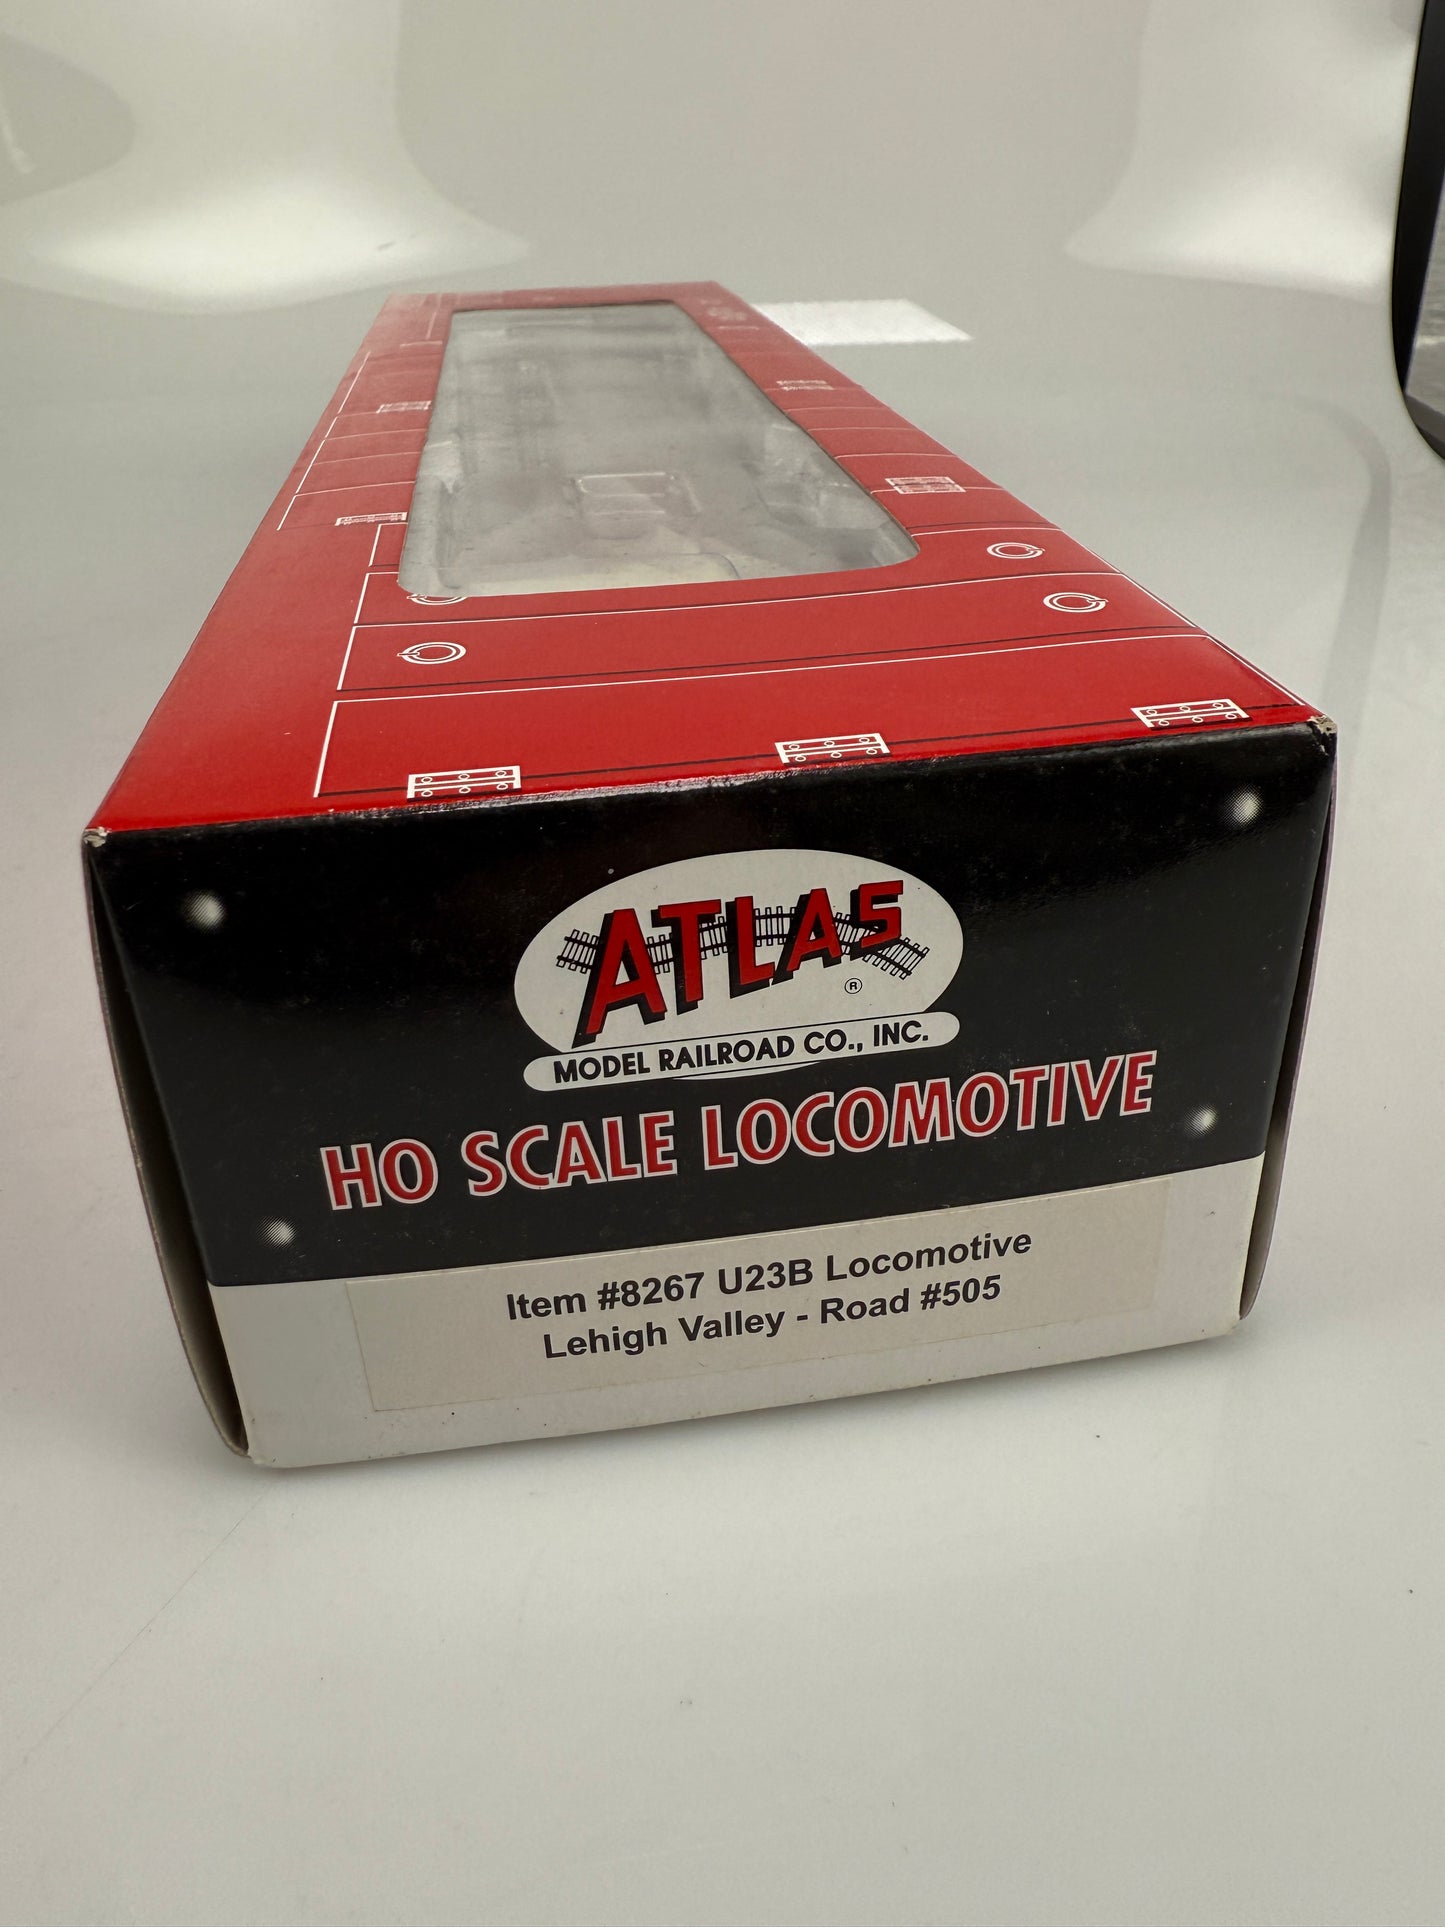 ATLAS
®
MODEL RAILROAD CO., INC.
HO SCALE LOCOMOTIVE
Item #8267 U23B Locomotive
Lehigh Valley - Road #505